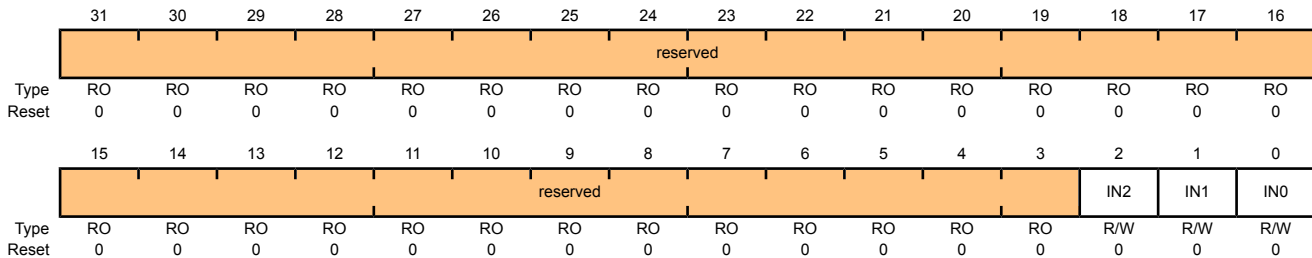 31 30 29 28 27 26 25 24 23 22 21 20 19 18 17 16
reserved
Type RO RO RO RO RO RO RO RO RO RO RO RO RO RO RO RO
Reset 0 0 0 0 0 0 0 0 0 0 0 0 0 0 0 0
15 14 13 12 11 10 9 8 7 6 5 4 3 2 1 0
reserved IN2 IN1 IN0
Type RO RO RO RO RO RO RO RO RO RO RO RO RO R/W R/W R/W
Reset 0 0 0 0 0 0 0 0 0 0 0 0 0 0 0 0